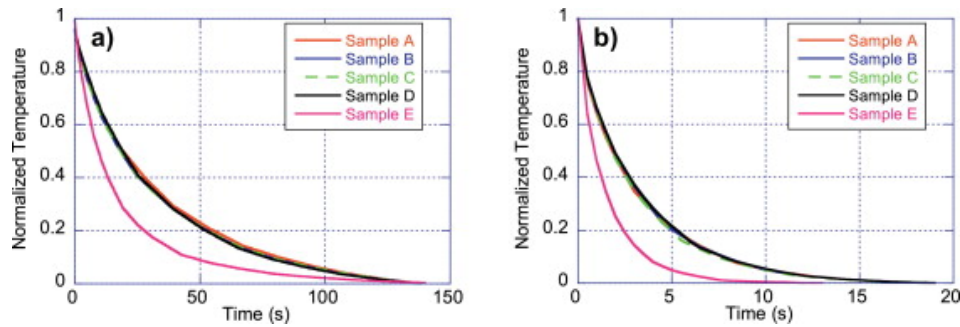 a)
Normalized Temperature
1
0.8
0.6
0.4
0.2
0
Sample A
Sample B
Sample C
Sample D
Sample E
0 50 100 150
Time (s)
b)
Normalized Temperature
1
0.8
0.6
0.4
0.2
0
Sample A
Sample B
Sample C
Sample D
Sample E
0 5 10 15 20
Time (s)